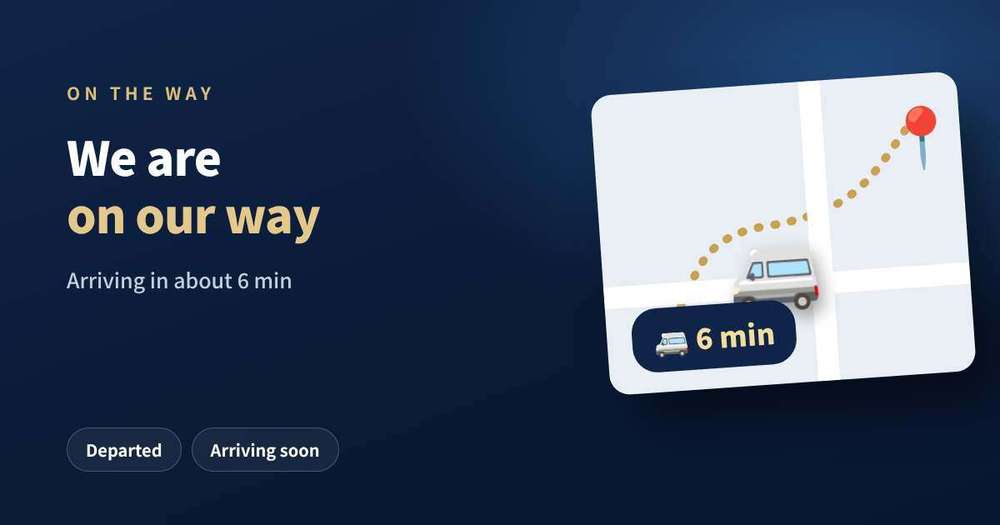 ON THE WAY
We are
on our way
Arriving in about 6 min
6 min
Departed
Arriving soon